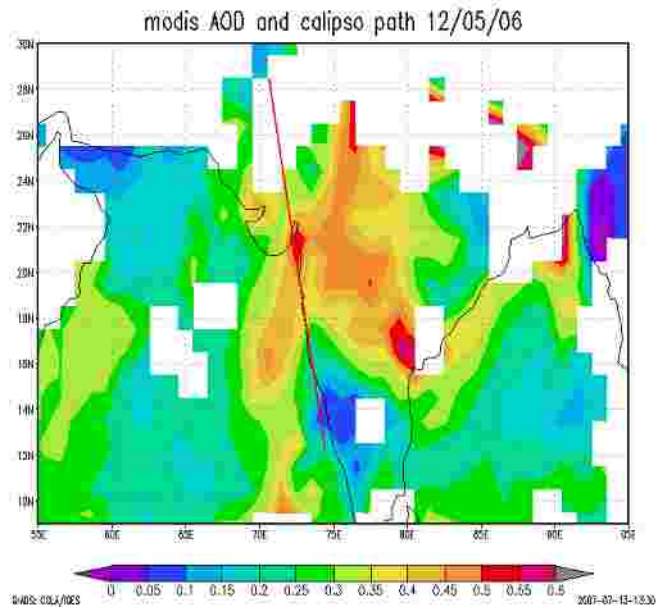 modis AOD and calipso path 12/05/06
30N
28N
26N
24N
22N
20N
18N
16N
14N
12N
10N
55E 60E 65E 70E 75E 80E 85E 90E 95E
0 0.05 0.1 0.15 0.2 0.25 0.3 0.35 0.4 0.45 0.5 0.55 0.6
GrADS: COLA/IGES 2007-07-13-13:30